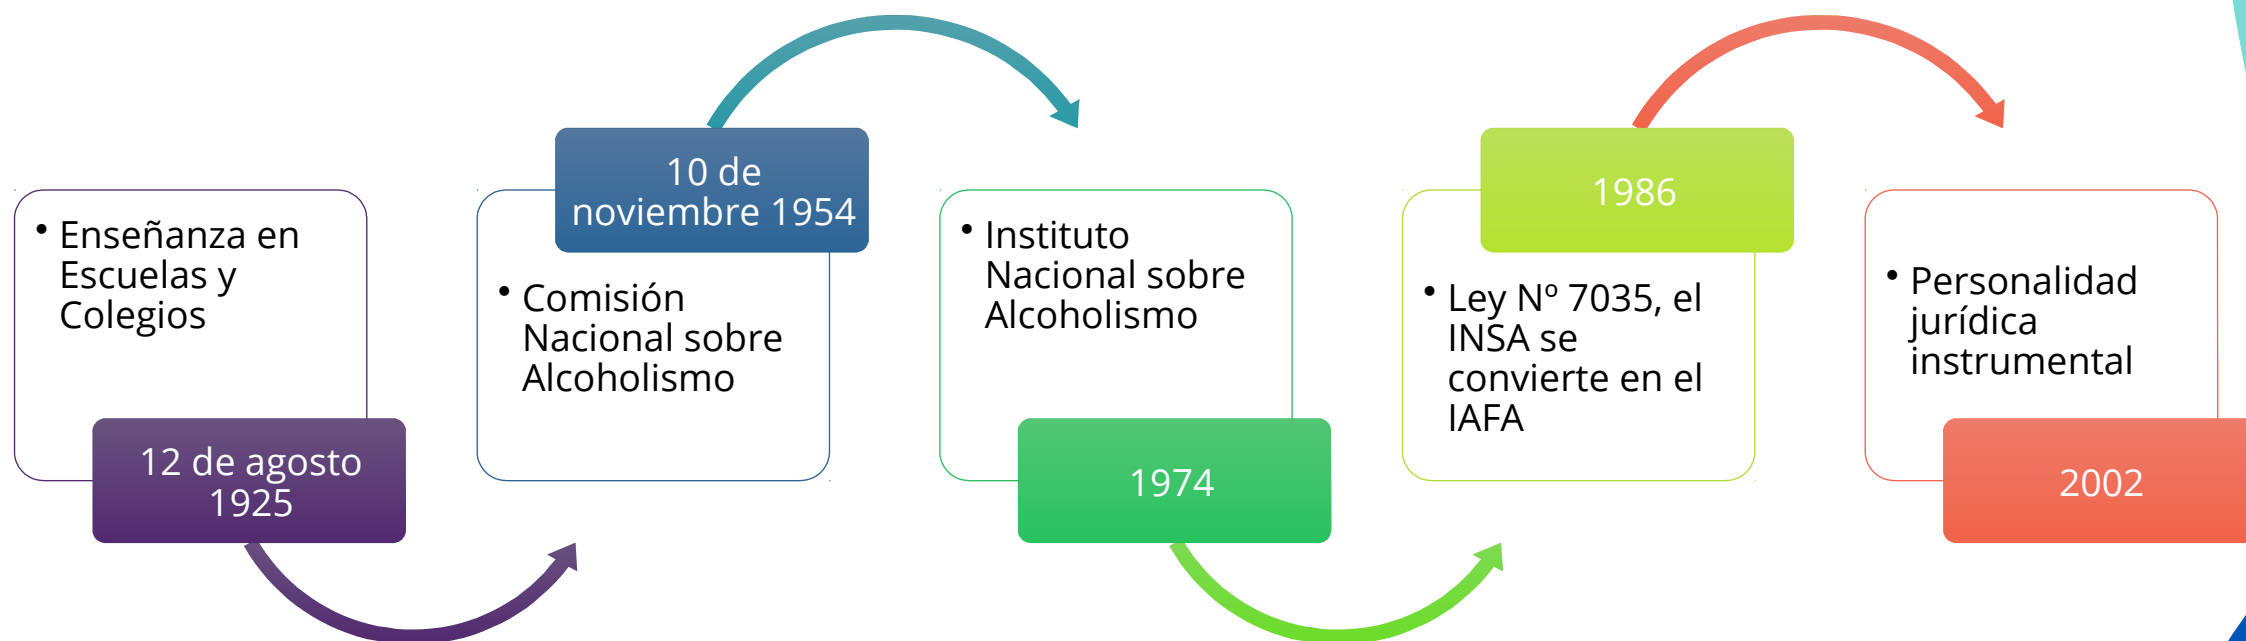 • Enseñanza en
Escuelas y
Colegios
12 de agosto
1925
10 de
noviembre 1954
• Comisión
Nacional sobre
Alcoholismo
• Instituto
Nacional sobre
Alcoholismo
1974
1986
• Ley Nº 7035, el
INSA se
convierte en el
IAFA
• Personalidad
jurídica
instrumental
2002